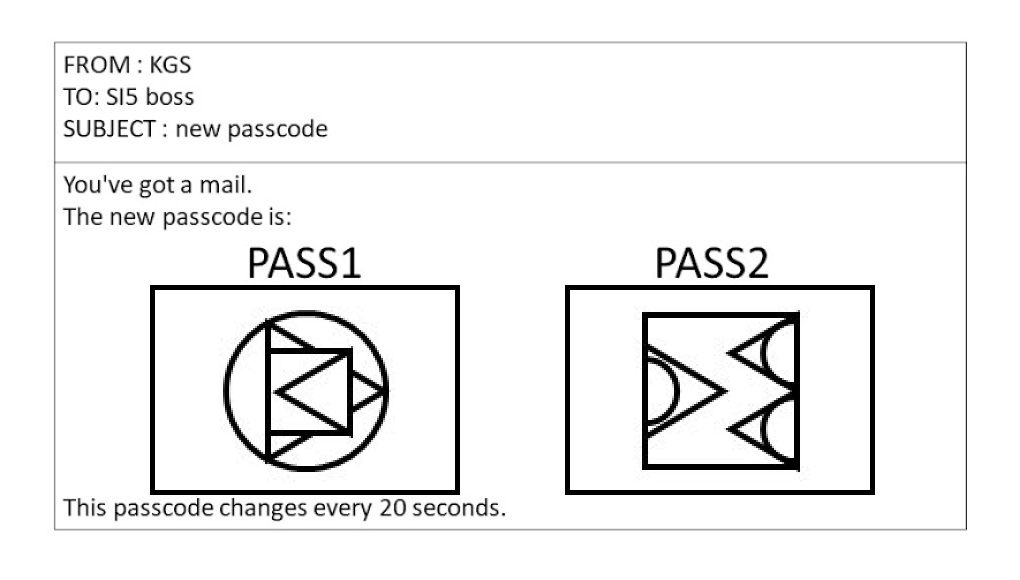 FROM : KGS
TO: SI5 boss
SUBJECT : new passcode
You've got a mail.
The new passcode is:
PASS1
PASS2
This passcode changes every 20 seconds.